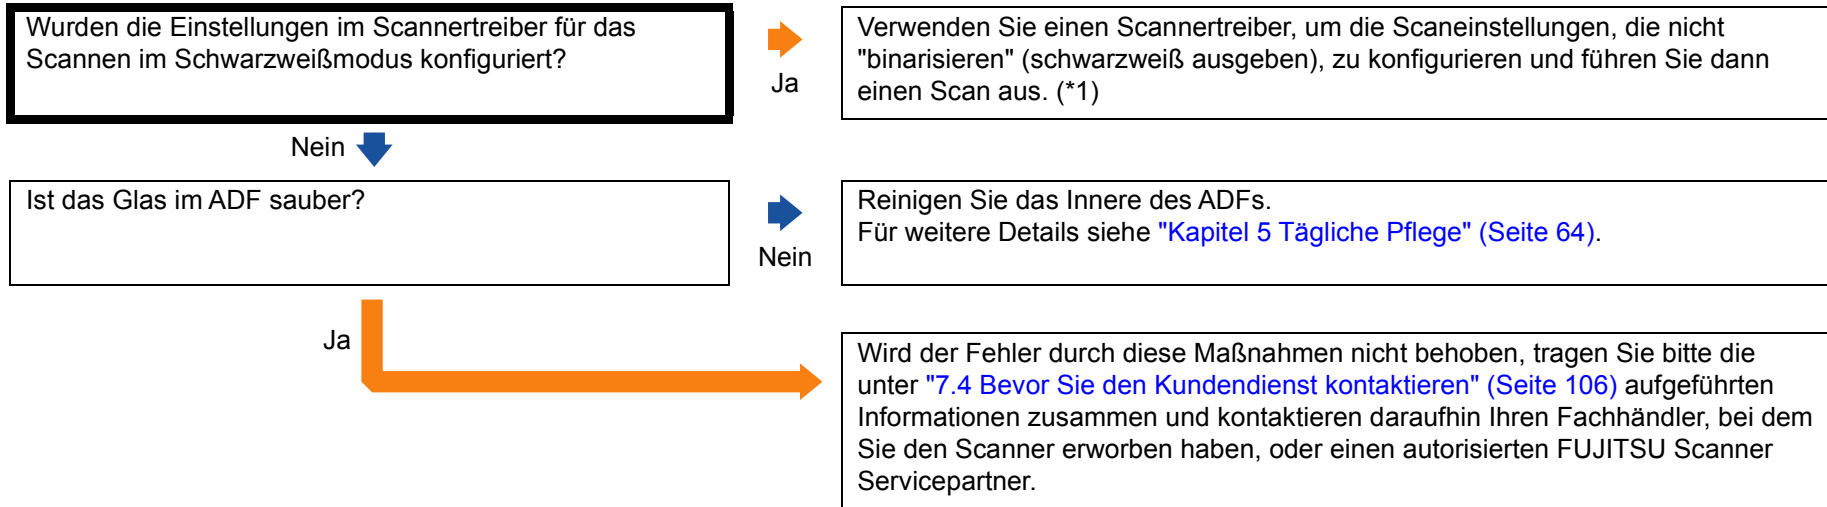 Wurden die Einstellungen im Scannertreiber für das
Scannen im Schwarzweißmodus konfiguriert?
Ja
Verwenden Sie einen Scannertreiber, um die Scaneinstellungen, die nicht
"binarisieren" (schwarzweiß ausgeben), zu konfigurieren und führen Sie dann
einen Scan aus. (*1)
Nein
Ist das Glas im ADF sauber?
Nein
Reinigen Sie das Innere des ADFs.
Für weitere Details siehe "Kapitel 5 Tägliche Pflege" (Seite 64).
Ja
Wird der Fehler durch diese Maßnahmen nicht behoben, tragen Sie bitte die
unter "7.4 Bevor Sie den Kundendienst kontaktieren" (Seite 106) aufgeführten
Informationen zusammen und kontaktieren daraufhin Ihren Fachhändler, bei dem
Sie den Scanner erworben haben, oder einen autorisierten FUJITSU Scanner
Servicepartner.